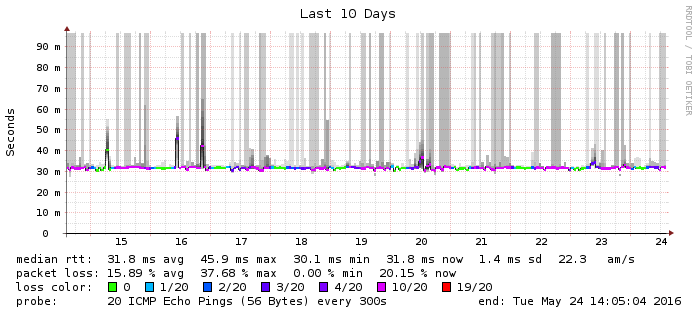 Last 10 Days
RRDTOOL / TOBI OETIKER
Seconds
90 m
80 m
70 m
60 m
50 m
40 m
30 m
20 m
10 m
0
15 16 17 18 19 20 21 22 23 24
median rtt: 31.8 ms avg 45.9 ms max 30.1 ms min 31.8 ms now 1.4 ms sd 22.3 am/s
packet loss: 15.89 % avg 37.68 % max 0.00 % min 20.15 % now
loss color: 0 1/20 2/20 3/20 4/20 10/20 19/20
probe: 20 ICMP Echo Pings (56 Bytes) every 300s end: Tue May 24 14:05:04 2016